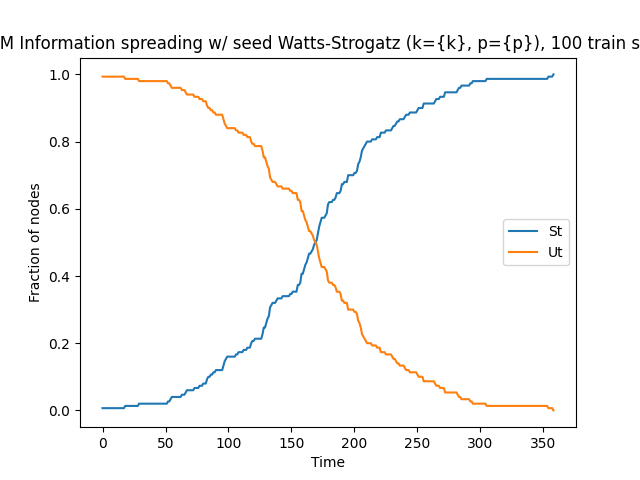 M Information spreading w/ seed Watts-Strogatz (k={k}, p={p}), 100 train s
1.0
0.8
0.6
0.4
0.2
0.0
Fraction of nodes
St
Ut
0 50 100 150 200 250 300 350
Time